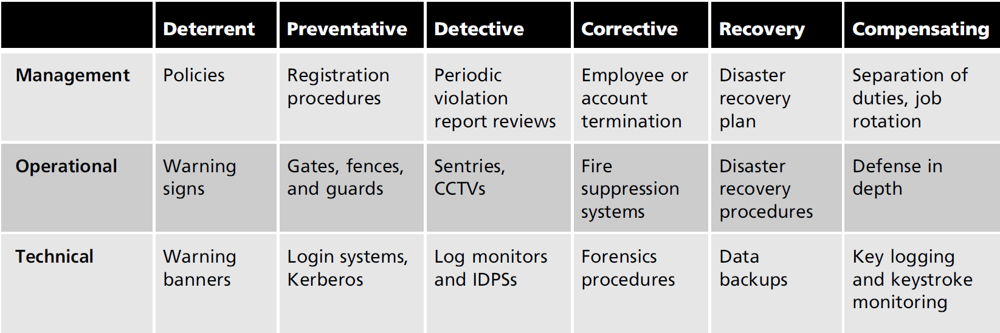 Deterrent Preventative Detective Corrective Recovery Compensating
Management Policies Registration Periodic Employee or Disaster Separation of
procedures violation account recovery duties, job
report reviews termination plan rotation
Operational Warning Gates, fences, Sentries, Fire Disaster Defense in
signs and guards CCTVs suppression recovery depth
systems procedures
Technical Warning Login systems, Log monitors Forensics Data Key logging
banners Kerberos and IDPSs procedures backups and keystroke
monitoring